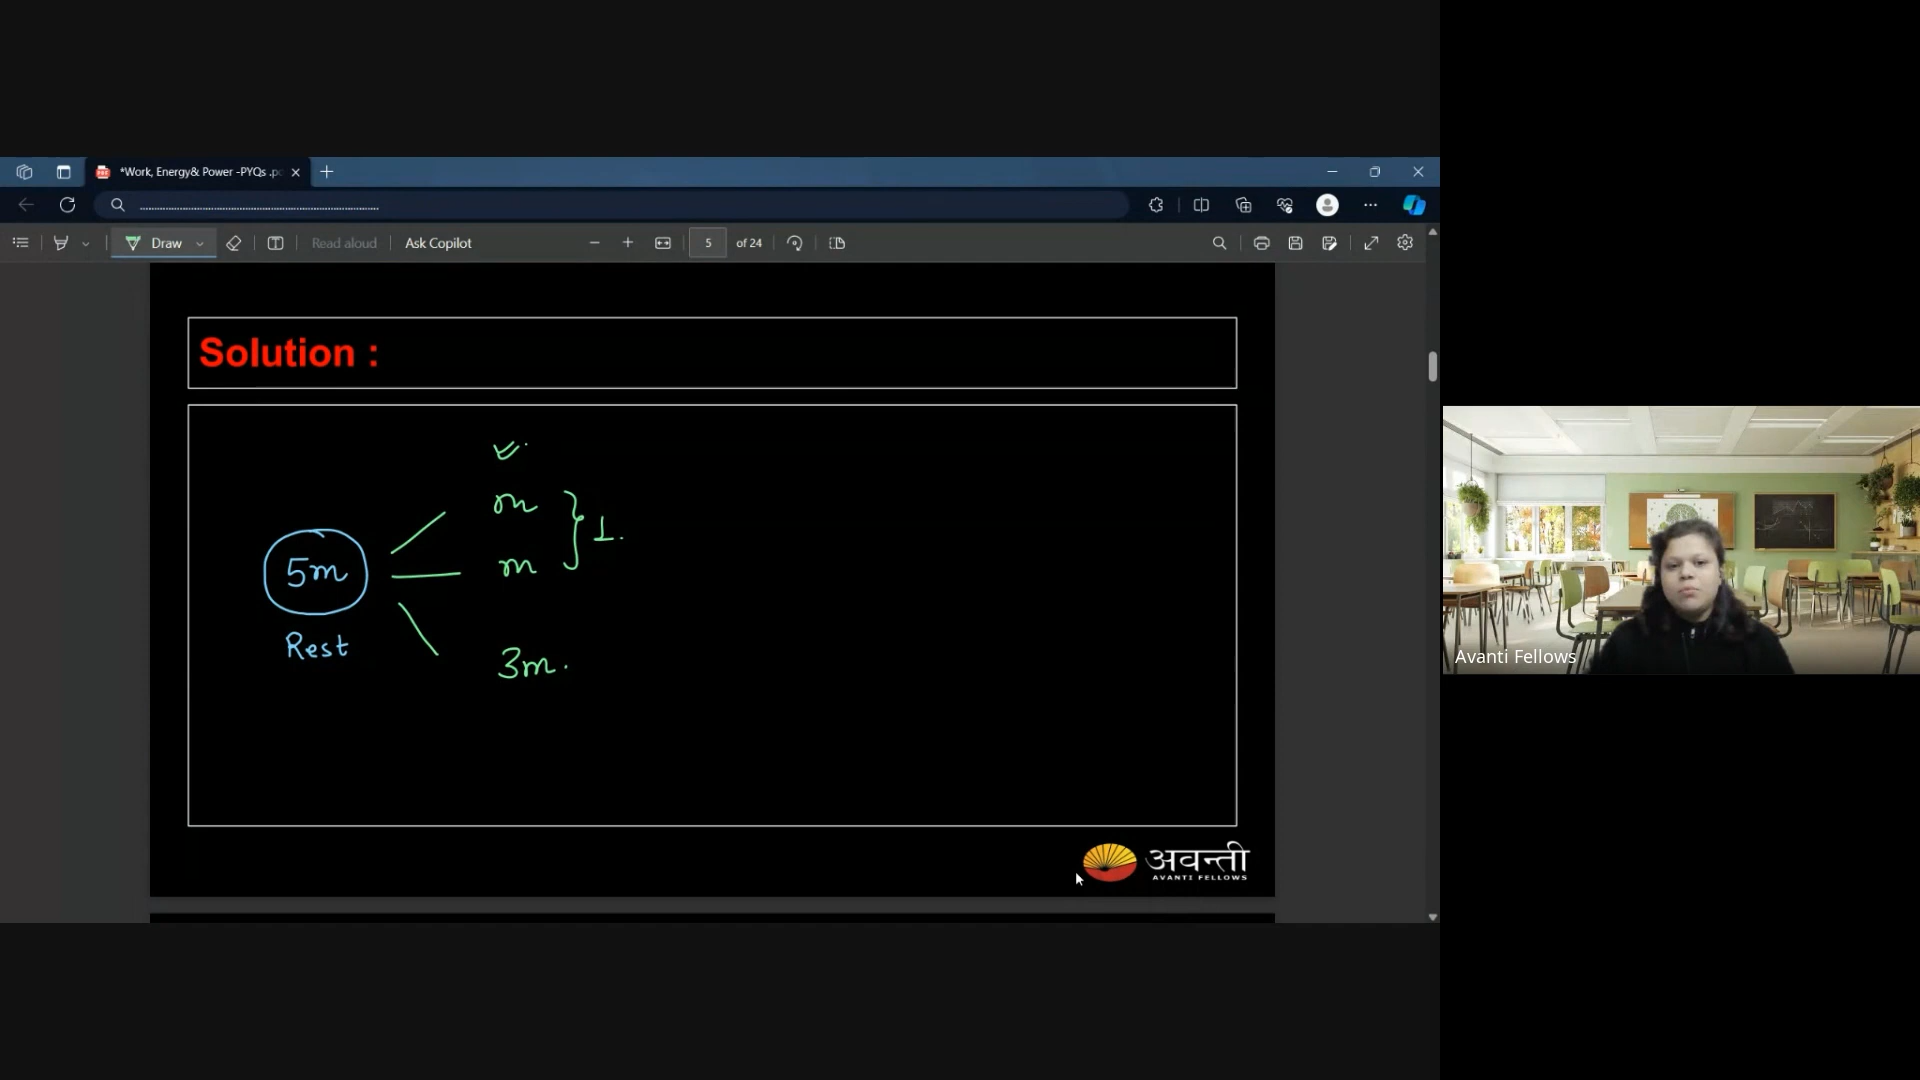 *Work, Energy& Power -PYQs .p
Draw
Read aloud
Ask Copilot
5
of 24
Solution :
m
m
} ⊥.
5m
Rest
3m.
अवन्ती
AVANTI FELLOWS
Avanti Fellows